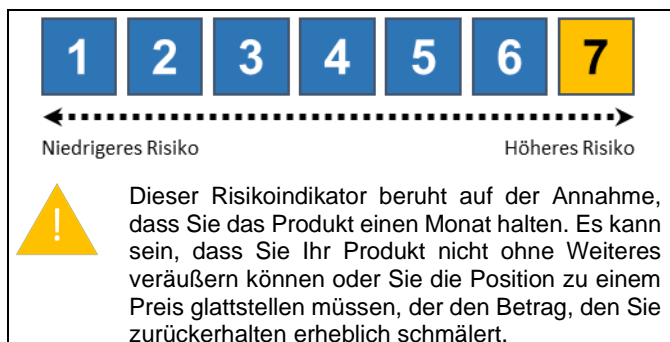 1 2 3 4 5 6 7
Niedrigeres Risiko Höheres Risiko
!
Dieser Risikoindikator beruht auf der Annahme,
dass Sie das Produkt einen Monat halten. Es kann
sein, dass Sie Ihr Produkt nicht ohne Weiteres
veräußern können oder Sie die Position zu einem
Preis glattstellen müssen, der den Betrag, den Sie
zurückerhalten erheblich schmälert.